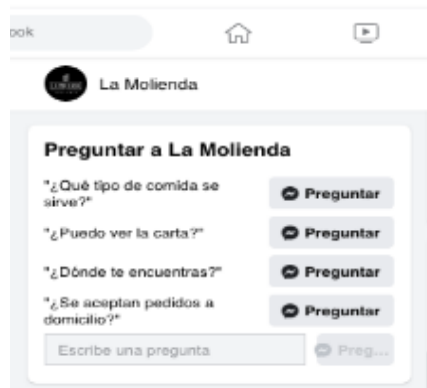 ook
La Molienda
Preguntar a La Molienda
"¿Qué tipo de comida se
sirve?"
Preguntar
"¿Puedo ver la carta?"
Preguntar
"¿Dónde te encuentras?"
Preguntar
"¿Se aceptan pedidos a
domicilio?"
Preguntar
Escribe una pregunta
Preg...